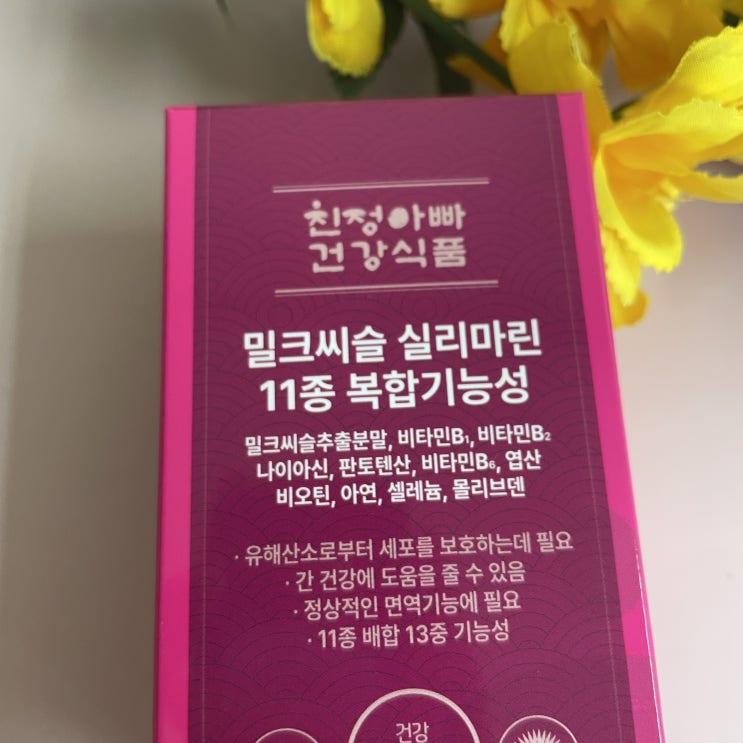 친정아빠
건강식품
밀크씨슬 실리마린
11종 복합기능성
밀크씨슬추출분말, 비타민B₁, 비타민B₂
나이아신, 판토텐산, 비타민B₆, 엽산
비오틴, 아연, 셀레늄, 몰리브덴
· 유해산소로부터 세포를 보호하는데 필요
· 간 건강에 도움을 줄 수 있음
· 정상적인 면역기능에 필요
· 11종 배합 13중 기능성
건강